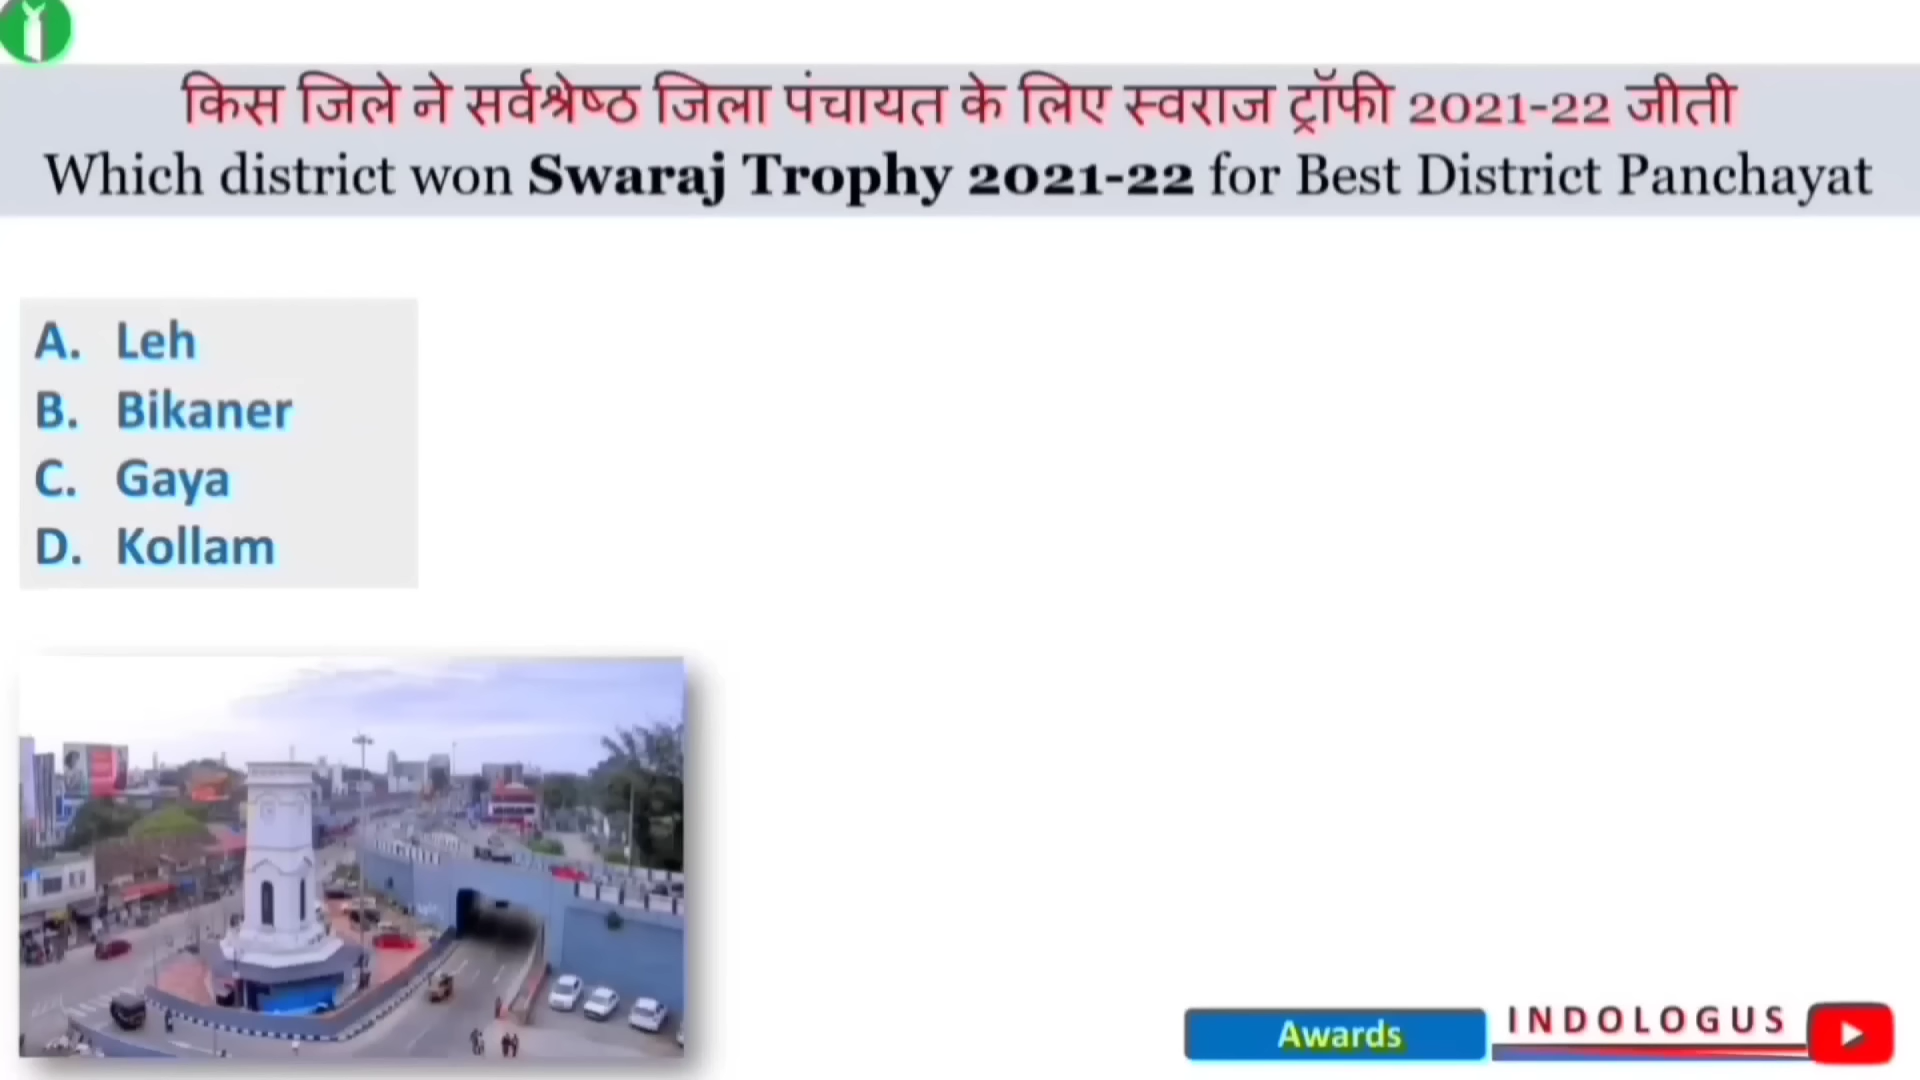 किस जिले ने सर्वश्रेष्ठ जिला पंचायत के लिए स्वराज ट्रॉफी 2021-22 जीती
Which district won Swaraj Trophy 2021-22 for Best District Panchayat
A. Leh
B. Bikaner
C. Gaya
D. Kollam
Awards
INDOLOGUS